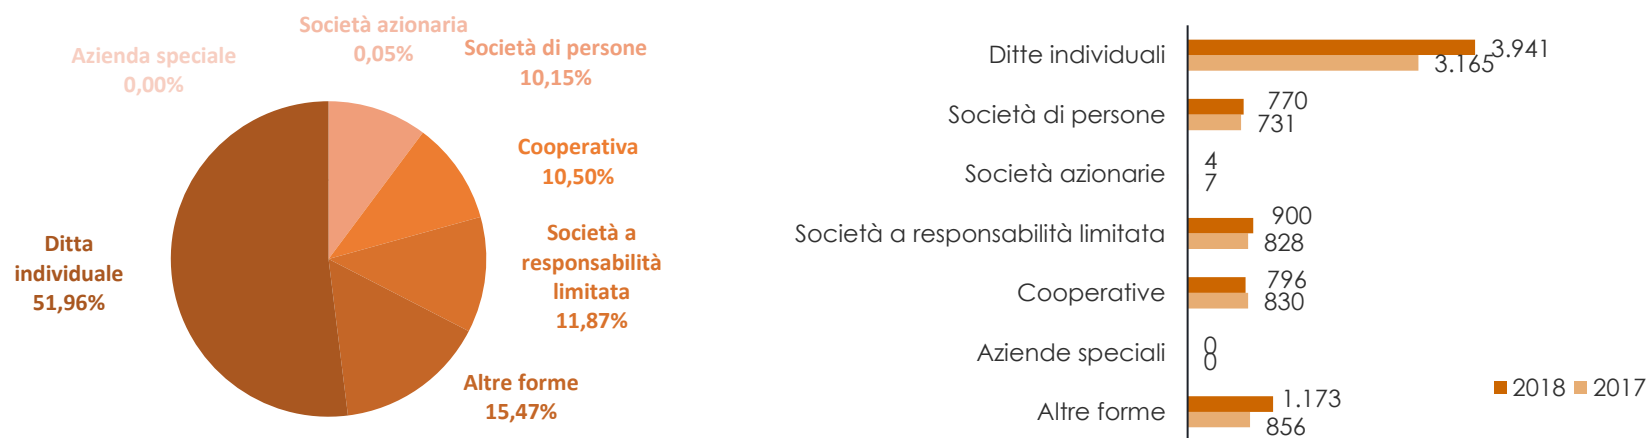 Società azionaria
0,05%
Azienda speciale
0,00%
Società di persone
10,15%
Cooperativa
10,50%
Società a
responsabilità
limitata
11,87%
Altre forme
15,47%
Ditta
individuale
51,96%
Ditte individuali
3.941
3.165
Società di persone
770
731
Società azionarie
4
7
Società a responsabilità limitata
900
828
Cooperative
796
830
Aziende speciali
0
0
Altre forme
1.173
856
2018 2017